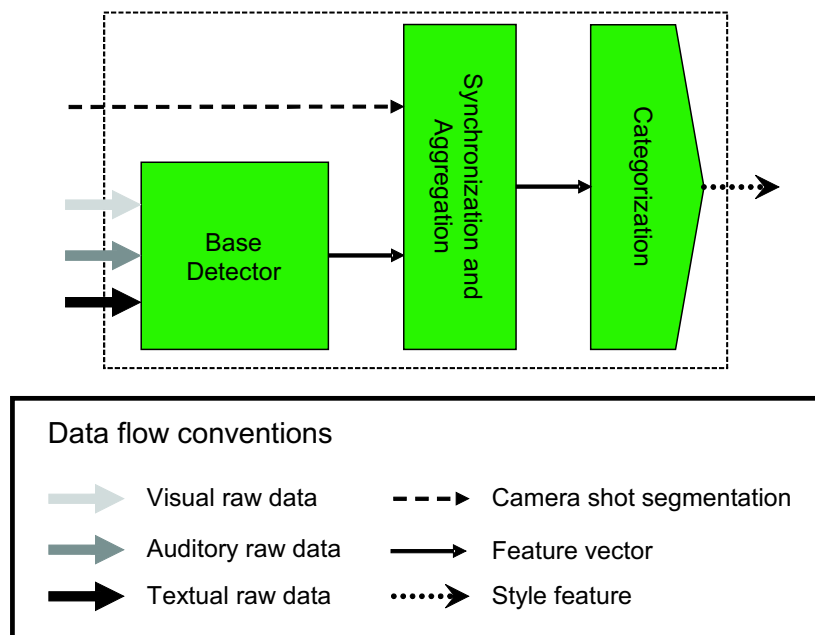 Synchronization and
Aggregation
Categorization
Base
Detector
Data flow conventions
Visual raw data
Camera shot segmentation
Auditory raw data
Feature vector
Textual raw data
Style feature